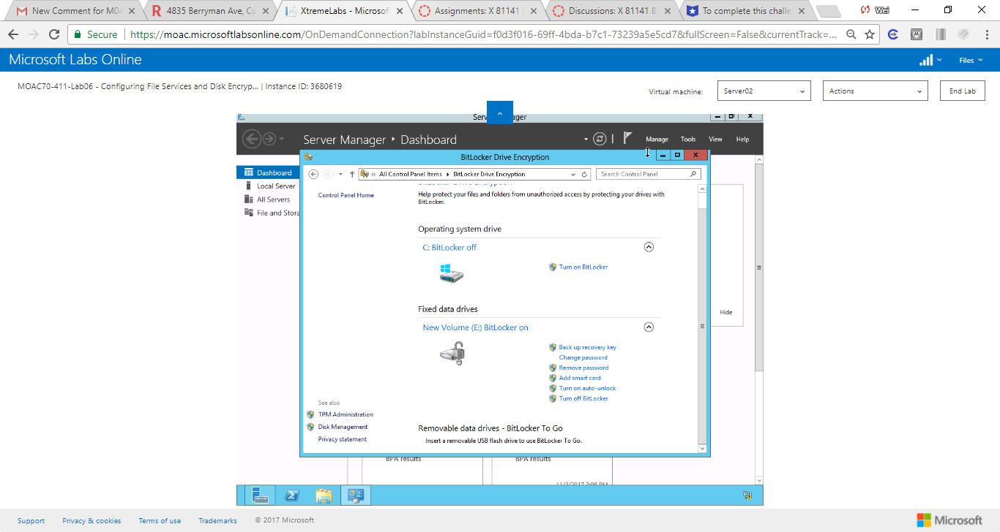 New Comment for M04
4835 Berryman Ave, Cu
XtremeLabs - Microsof
Assignments: X 81141
Discussions: X 81141 8
To complete this challe
Wei
Secure
https://moac.microsoftlabsonline.com/OnDemandConnection?labInstanceGuid=f0d3f016-69ff-4bda-b7c1-73239a5e5cd7&fullScreen=False&currentTrack=...
Microsoft Labs Online
Files
MOAC70-411-Lab06 - Configuring File Services and Disk Encryp... | Instance ID: 3680619
Virtual machine:
Server02
Actions
End Lab
Server Manager • Dashboard
Manage
Tools
View
Help
BitLocker Drive Encryption
Dashboard
Local Server
All Servers
File and Stora
« All Control Panel Items
BitLocker Drive Encryption
Search Control Panel
Control Panel Home
BitLocker Drive Encryption
Help protect your files and folders from unauthorized access by protecting your drives with
BitLocker.
Operating system drive
C: BitLocker off
Turn on BitLocker
Fixed data drives
New Volume (E:) BitLocker on
Back up recovery key
Change password
Remove password
Add smart card
Turn on auto-unlock
Turn off BitLocker
Hide
See also
TPM Administration
Disk Management
Privacy statement
Removable data drives - BitLocker To Go
Insert a removable USB flash drive to use BitLocker To Go.
BPA results
BPA results
11/2/2017 3:08 PM
Support
Privacy & cookies
Terms of use
Trademarks
© 2017 Microsoft
Microsoft